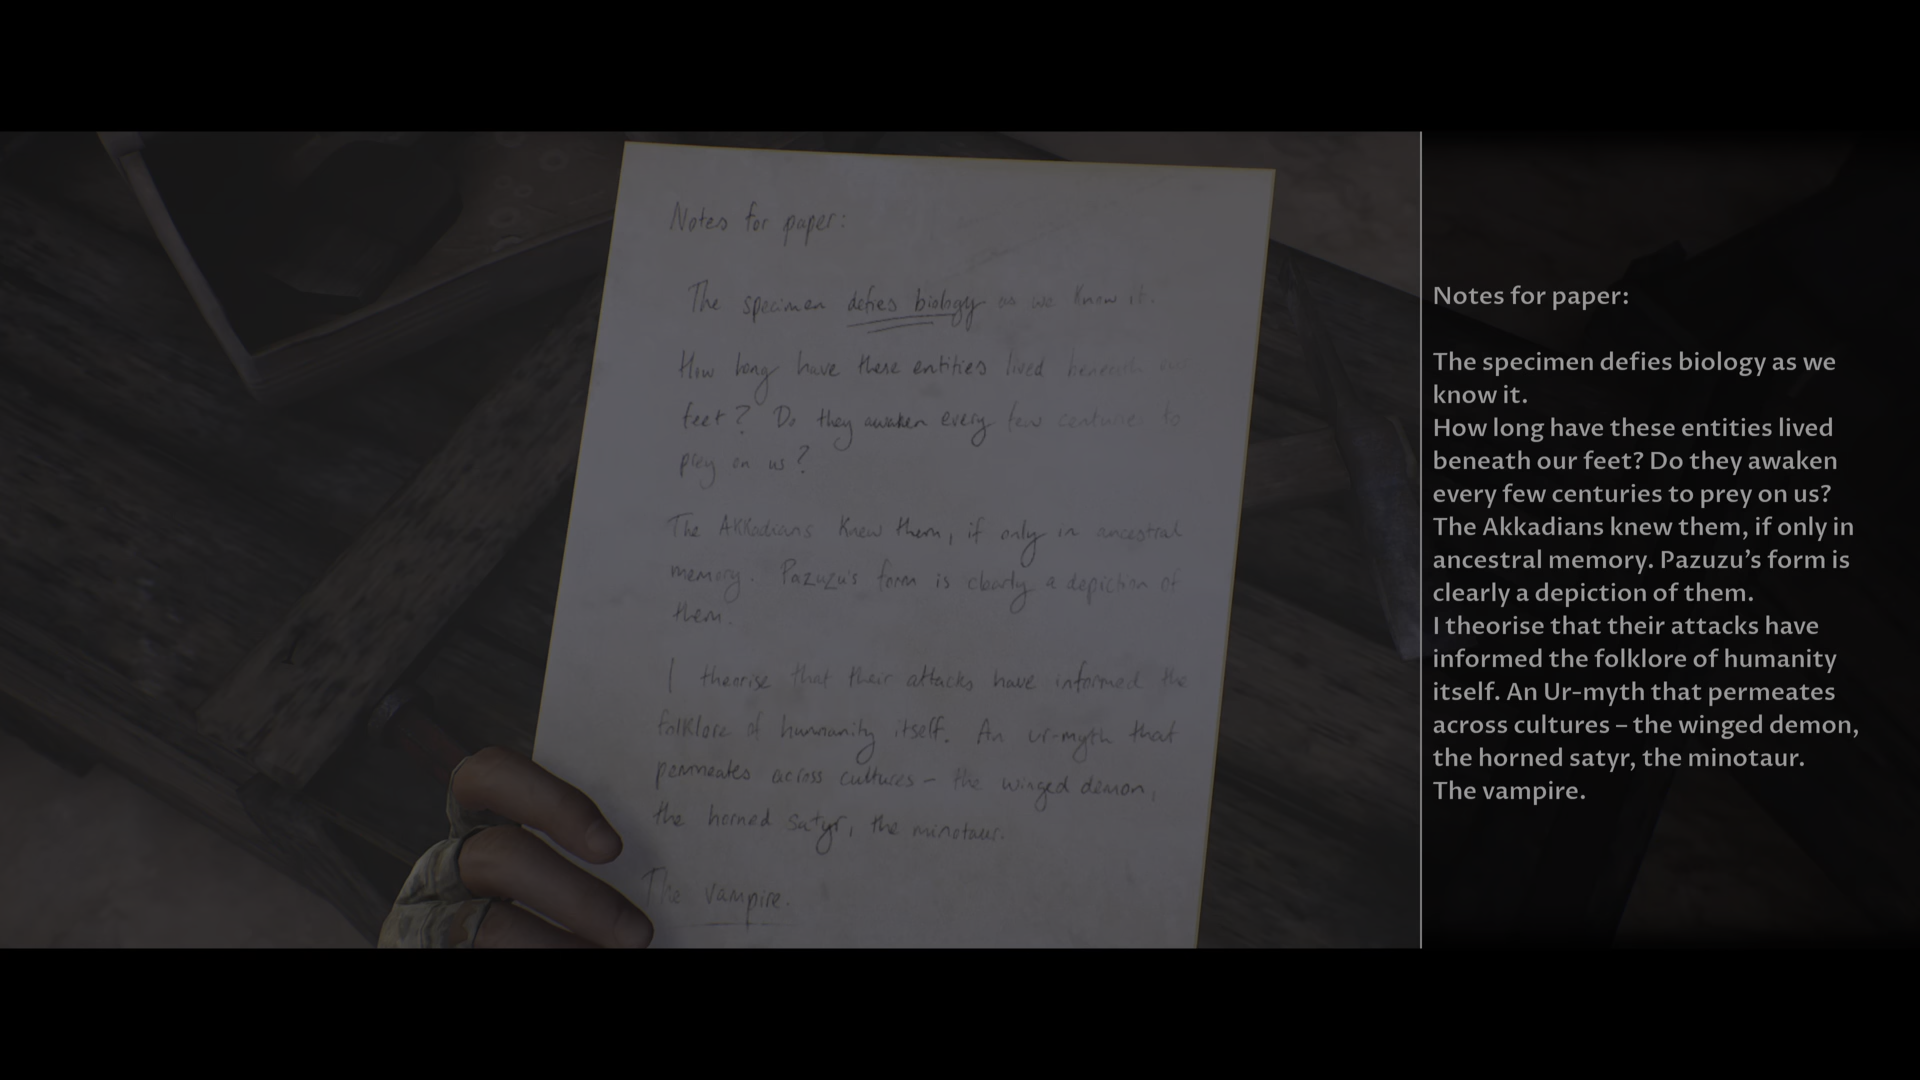 Notes for paper:
The specimen defies biology as we know it.
How long have these entities lived beneath our
feet? Do they awaken every few centuries to
prey on us?
The Akkadians knew them, if only in ancestral
memory. Pazuzu's form is clearly a depiction of
them.
I theorise that their attacks have informed the
folklore of humanity itself. An ur-myth that
permeates across cultures – the winged demon,
the horned satyr, the minotaur.
The vampire.
Notes for paper:
The specimen defies biology as we
know it.
How long have these entities lived
beneath our feet? Do they awaken
every few centuries to prey on us?
The Akkadians knew them, if only in
ancestral memory. Pazuzu’s form is
clearly a depiction of them.
I theorise that their attacks have
informed the folklore of humanity
itself. An Ur-myth that permeates
across cultures – the winged demon,
the horned satyr, the minotaur.
The vampire.